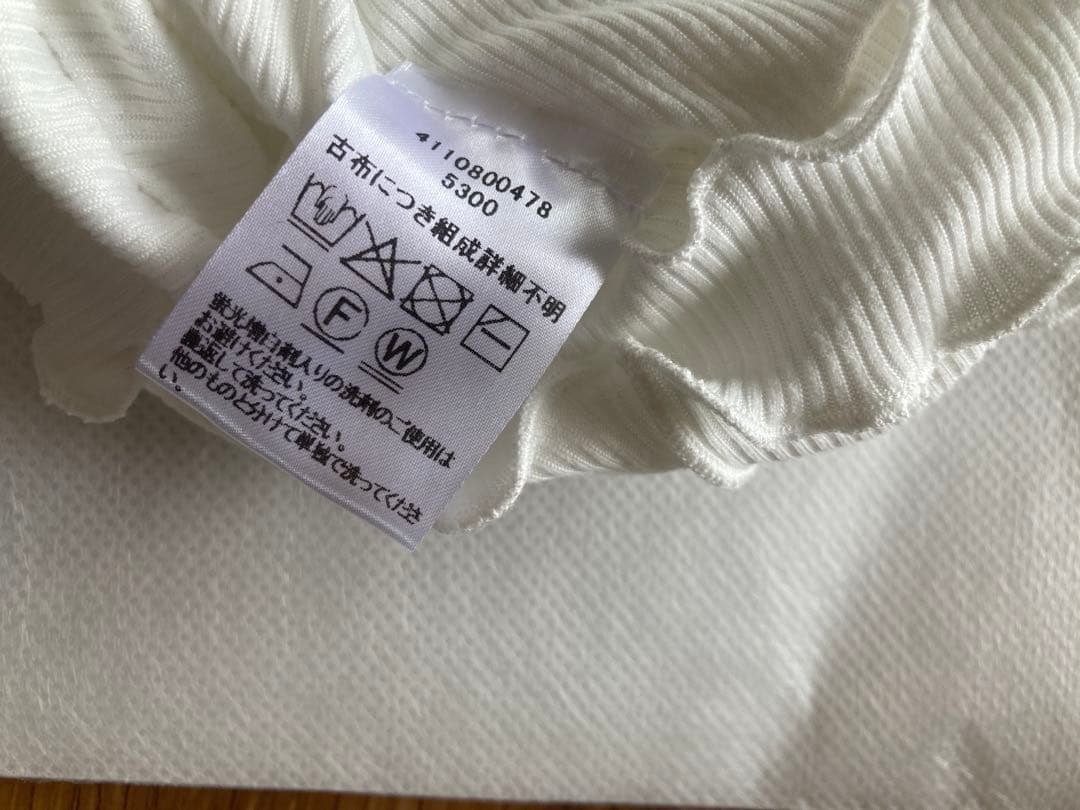 4110800478
5300
古布につき組成詳細不明
F
W
蛍光増白剤入りの洗剤のご使用は
お避けください。
裏返して洗ってください。
他のものと分けて単独で洗ってくださ
い。